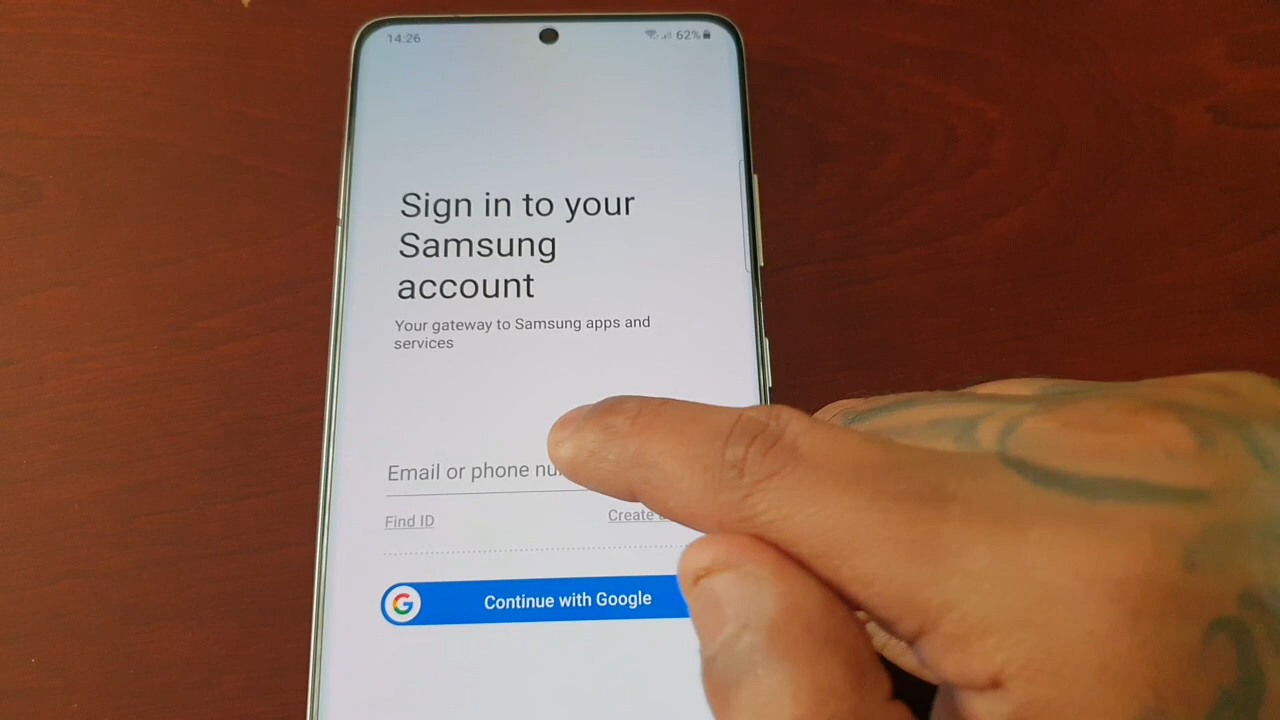 14:26
62%
Sign in to your
Samsung
account
Your gateway to Samsung apps and
services
Email or phone
Find ID
Create
Continue with Google